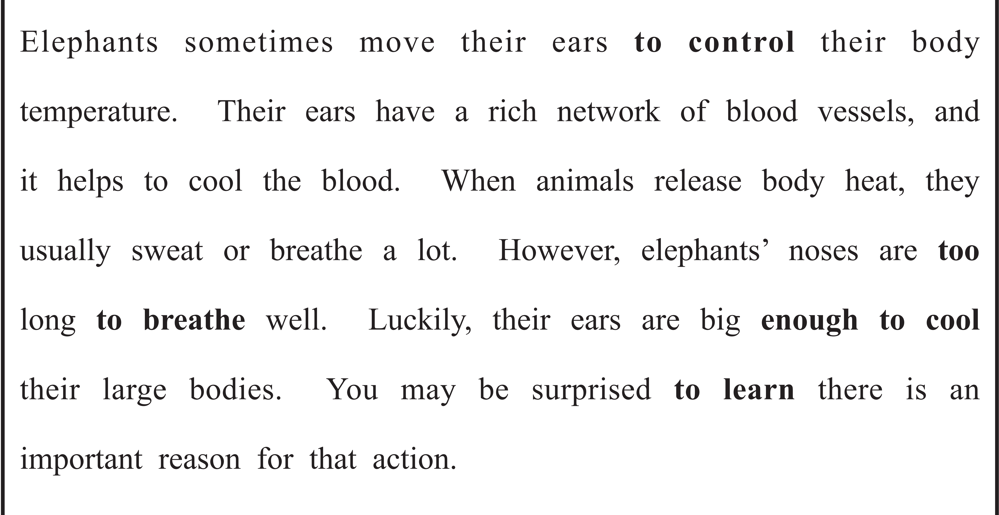 Elephants sometimes move their ears to control their body
temperature. Their ears have a rich network of blood vessels, and
it helps to cool the blood. When animals release body heat, they
usually sweat or breathe a lot. However, elephants’ noses are too
long to breathe well. Luckily, their ears are big enough to cool
their large bodies. You may be surprised to learn there is an
important reason for that action.